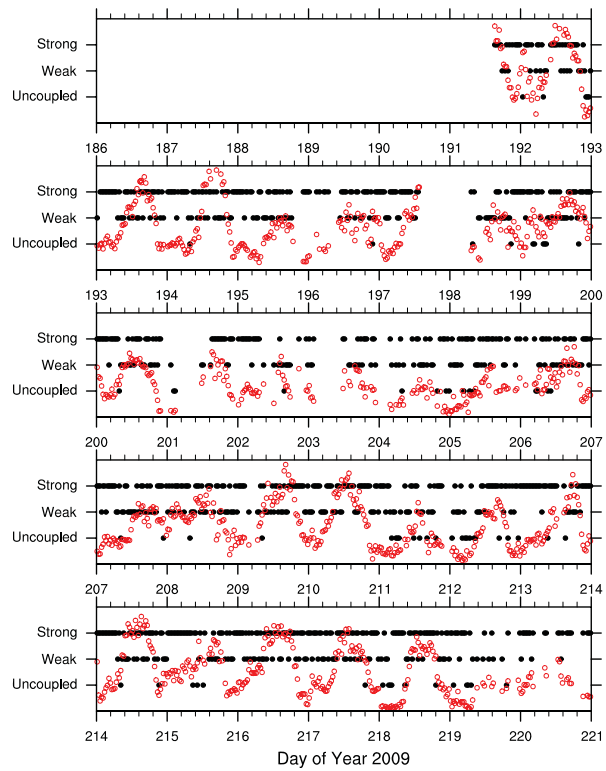 Strong
Weak
Uncoupled
186 187 188 189 190 191 192 193
Strong
Weak
Uncoupled
193 194 195 196 197 198 199 200
Strong
Weak
Uncoupled
200 201 202 203 204 205 206 207
Strong
Weak
Uncoupled
207 208 209 210 211 212 213 214
Strong
Weak
Uncoupled
214 215 216 217 218 219 220 221
Day of Year 2009